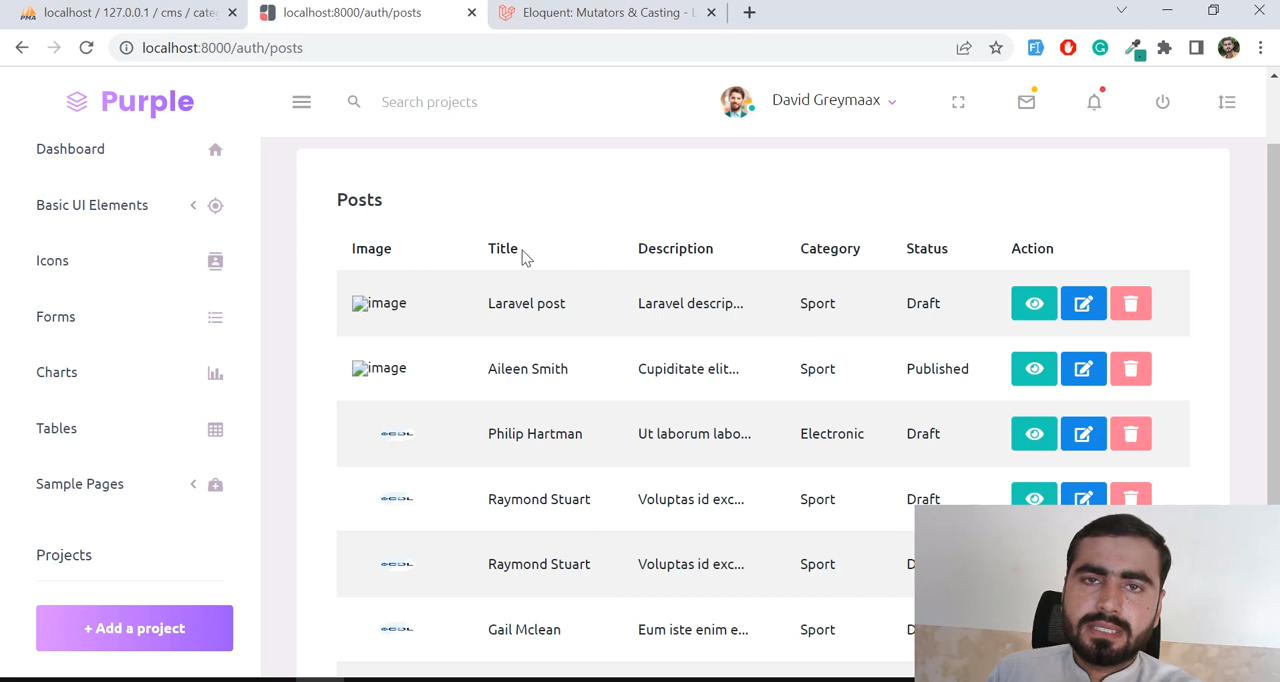 localhost / 127.0.0.1 / cms / cate
localhost:8000/auth/posts
Eloquent: Mutators & Casting - L
localhost:8000/auth/posts
Purple
Search projects
David Greymaax
Dashboard
Basic UI Elements
Icons
Forms
Charts
Tables
Sample Pages
Projects
+ Add a project
Posts
Image Title Description Category Status Action
image Laravel post Laravel descrip... Sport Draft
image Aileen Smith Cupiditate elit... Sport Published
Philip Hartman Ut laborum labo... Electronic Draft
Raymond Stuart Voluptas id exc... Sport Draft
Raymond Stuart Voluptas id exc... Sport D
Gail Mclean Eum iste enim e... Sport D